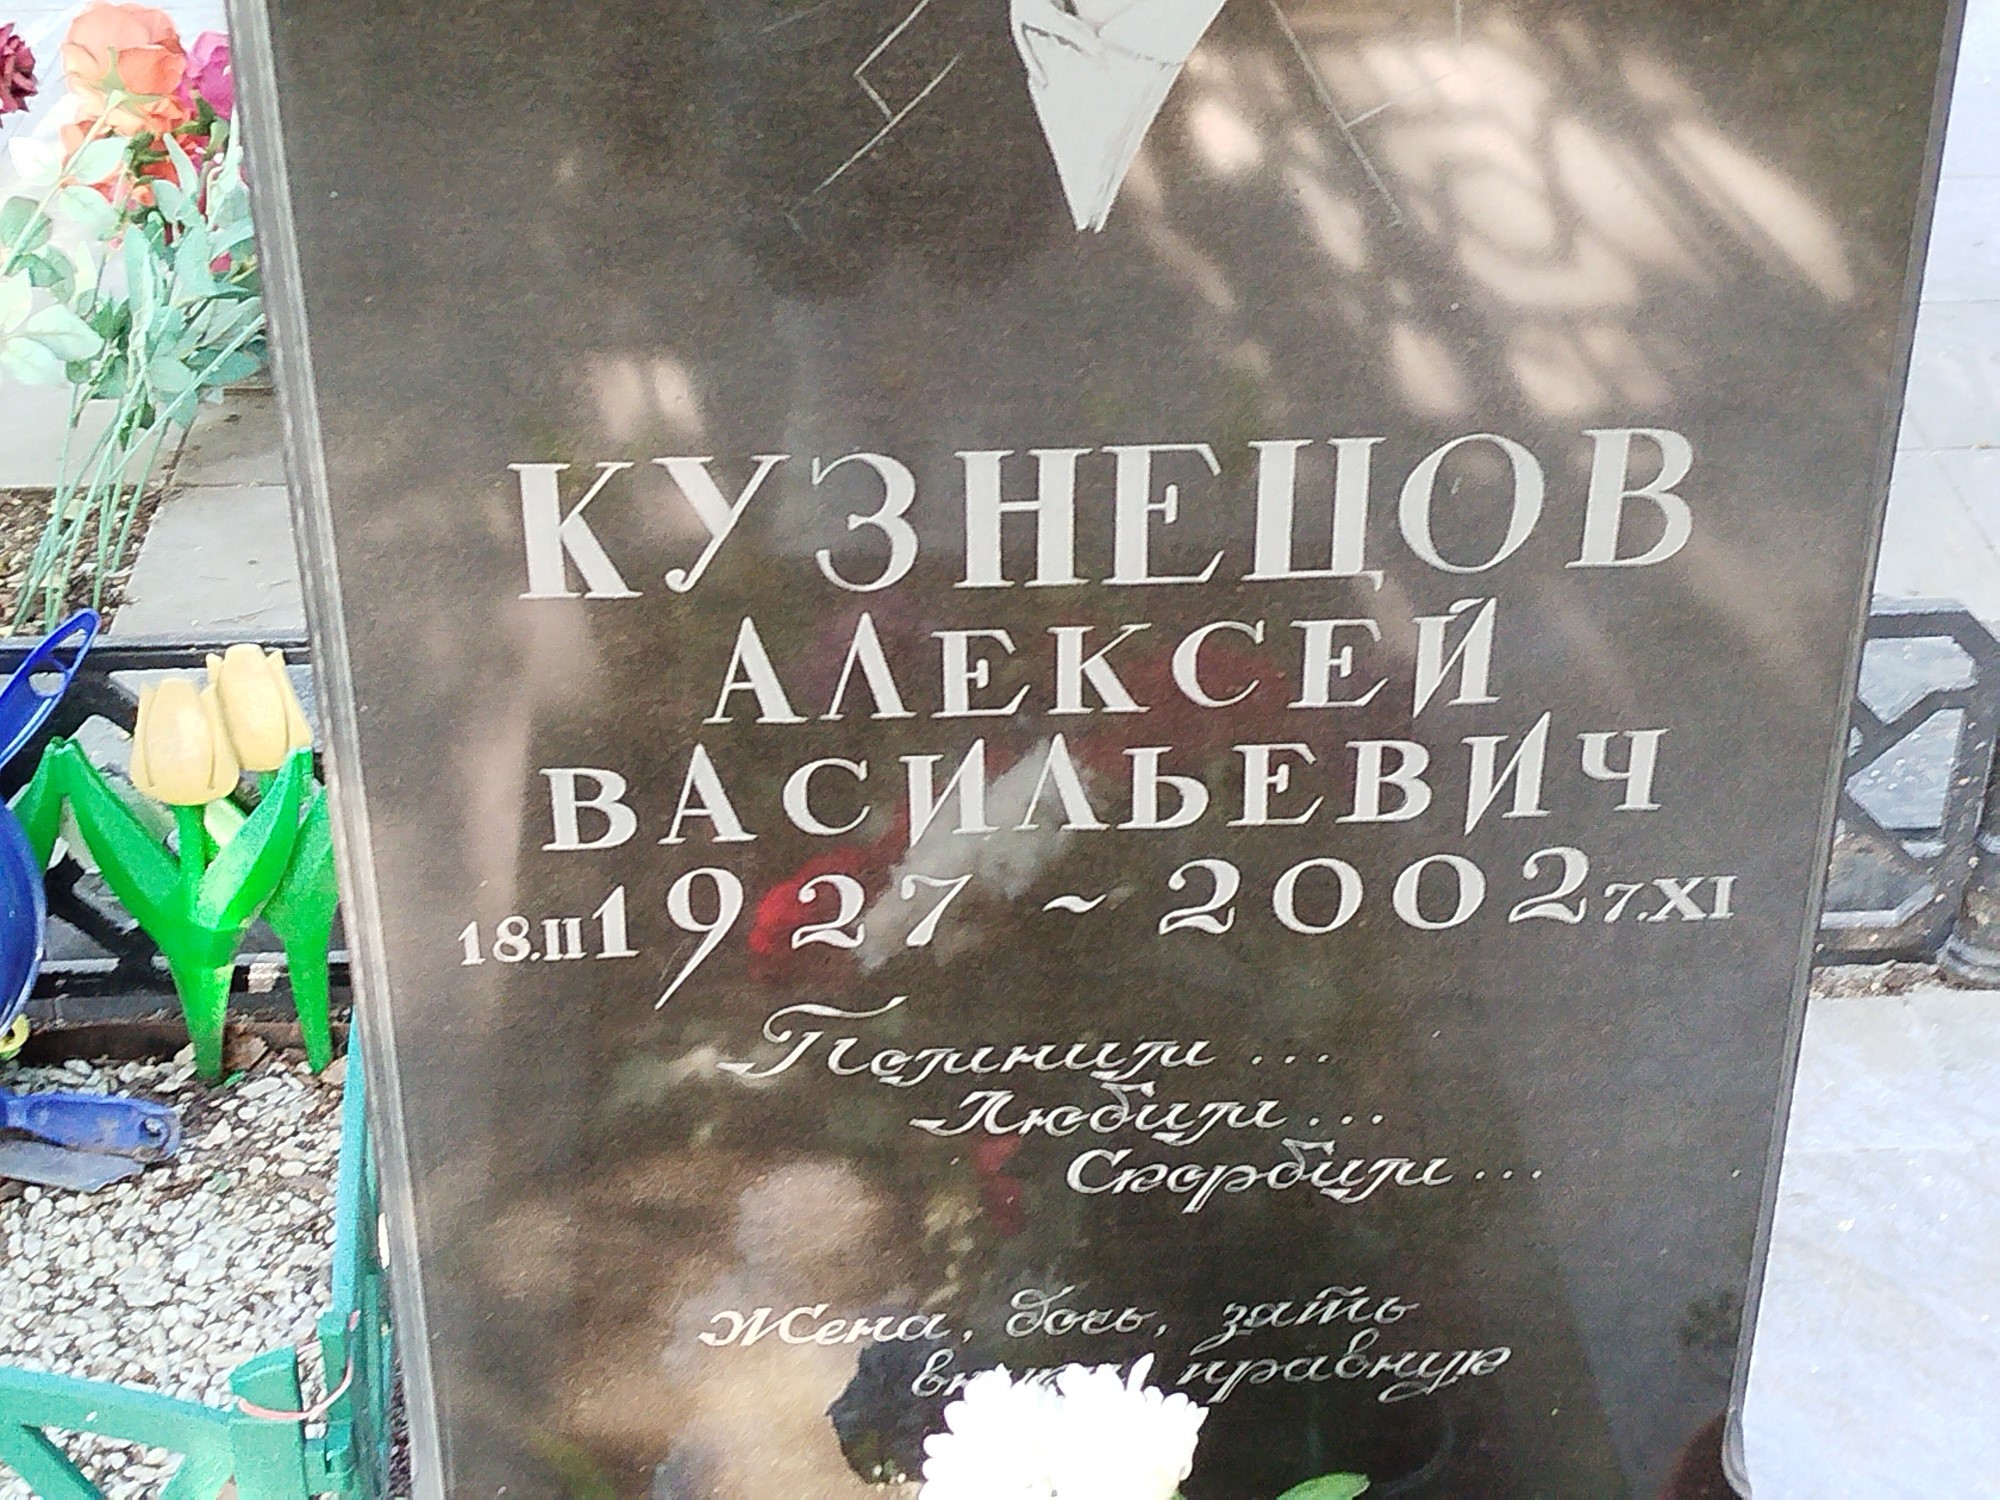 КУЗНЕЦОВ
АЛЕКСЕЙ
ВАСИЛЬЕВИЧ
18.II 1927 ~ 2002 7.XI
Помним...
Любим...
Скорбим...
Жена, дочь, зять
правнук